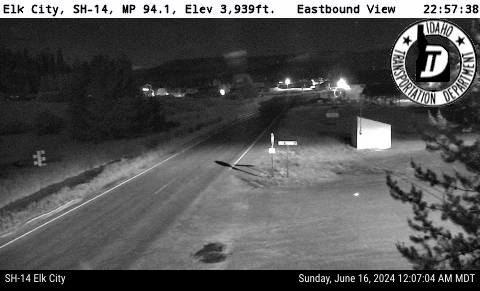 Elk City, SH-14, MP 94.1, Elev 3,939ft. Eastbound View 22:57:38
IDAHO
TRANSPORTATION DEPARTMENT
SH-14 Elk City
Sunday, June 16, 2024 12:07:04 AM MDT